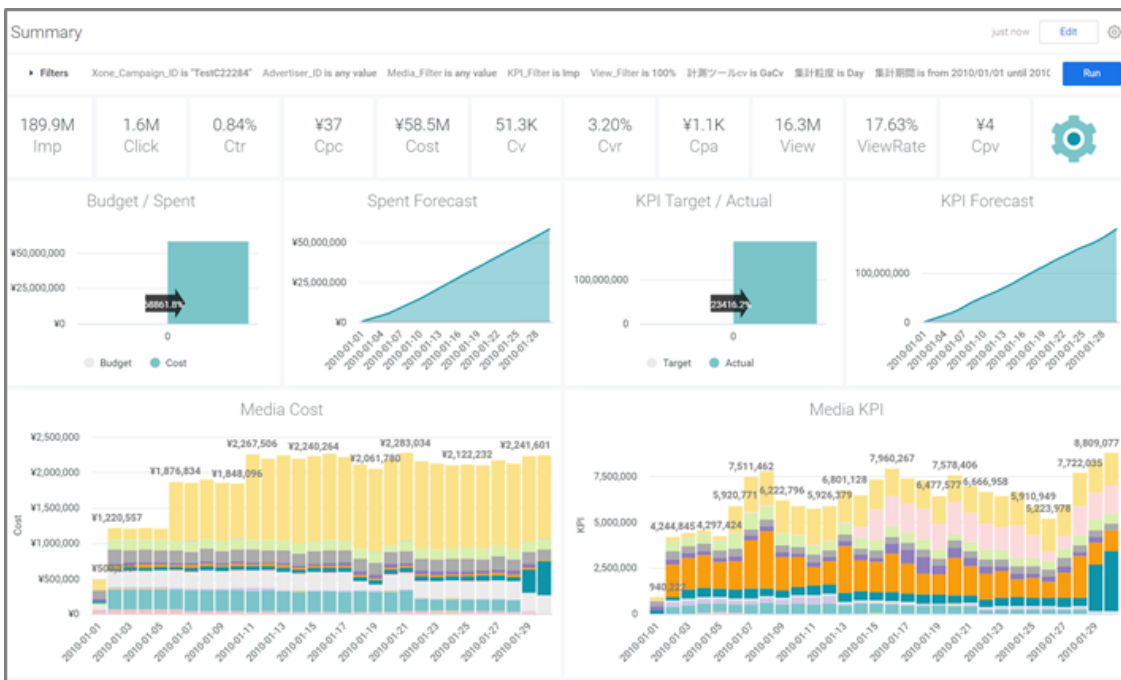 Summary
just now
Edit
Filters Xone_Campaign_ID is "TestC22284" Advertiser_ID is any value Media_Filter is any value KPI_Filter is Imp View_Filter is 100% 計測ツールcv is GaCv 集計粒度 is Day 集計期間 is from 2010/01/01 until 201(
Run
189.9M 1.6M 0.84% ¥37 ¥58.5M 51.3K 3.20% ¥1.1K 16.3M 17.63% ¥4
Imp Click Ctr Cpc Cost Cv Cvr Cpa View ViewRate Cpv
Budget / Spent
¥50,000,000
¥25,000,000
¥0
58861.8%
0
Budget Cost
Spent Forecast
¥50,000,000
¥25,000,000
¥0
2010-01-01 2010-01-04 2010-01-07 2010-01-10 2010-01-13 2010-01-16 2010-01-19 2010-01-22 2010-01-25 2010-01-28
KPI Target / Actual
100,000,000
0
23416.2%
0
Target Actual
KPI Forecast
100,000,000
0
2010-01-01 2010-01-04 2010-01-07 2010-01-10 2010-01-13 2010-01-16 2010-01-19 2010-01-22 2010-01-25 2010-01-28
Media Cost
Cost
¥2,500,000
¥2,000,000
¥1,500,000
¥1,000,000
¥500,000
¥0
¥1,220,557 ¥1,876,834 ¥1,848,096 ¥2,267,506 ¥2,240,264 ¥2,061,780 ¥2,283,034 ¥2,122,232 ¥2,241,601
2010-01-01 2010-01-03 2010-01-05 2010-01-07 2010-01-09 2010-01-11 2010-01-13 2010-01-15 2010-01-17 2010-01-19 2010-01-21 2010-01-23 2010-01-25 2010-01-27 2010-01-29
Media KPI
KPI
7,500,000
5,000,000
2,500,000
0
940,222 4,244,845 4,297,424 5,920,771 7,511,462 6,222,796 5,926,379 6,801,128 7,960,267 6,477,577 7,578,406 6,666,958 5,910,949 5,223,978 7,722,035 8,809,077
2010-01-01 2010-01-03 2010-01-05 2010-01-07 2010-01-09 2010-01-11 2010-01-13 2010-01-15 2010-01-17 2010-01-19 2010-01-21 2010-01-23 2010-01-25 2010-01-27 2010-01-29